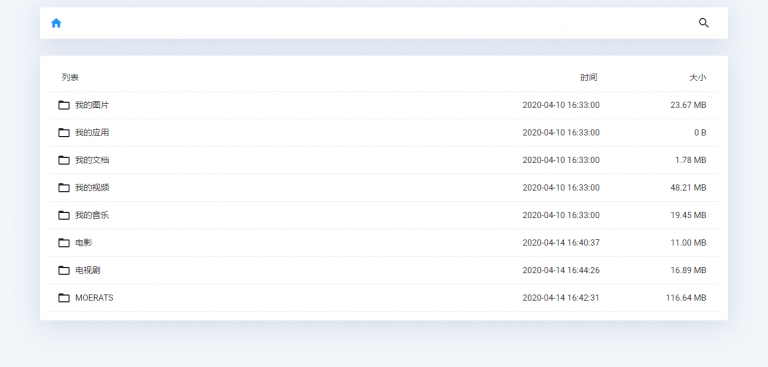 列表 时间 大小
我的图片 2020-04-10 16:33:00 23.67 MB
我的应用 2020-04-10 16:33:00 0 B
我的文档 2020-04-10 16:33:00 1.78 MB
我的视频 2020-04-10 16:33:00 48.21 MB
我的音乐 2020-04-10 16:33:00 19.45 MB
电影 2020-04-14 16:40:37 11.00 MB
电视剧 2020-04-14 16:44:26 16.89 MB
MOERATS 2020-04-14 16:42:31 116.64 MB